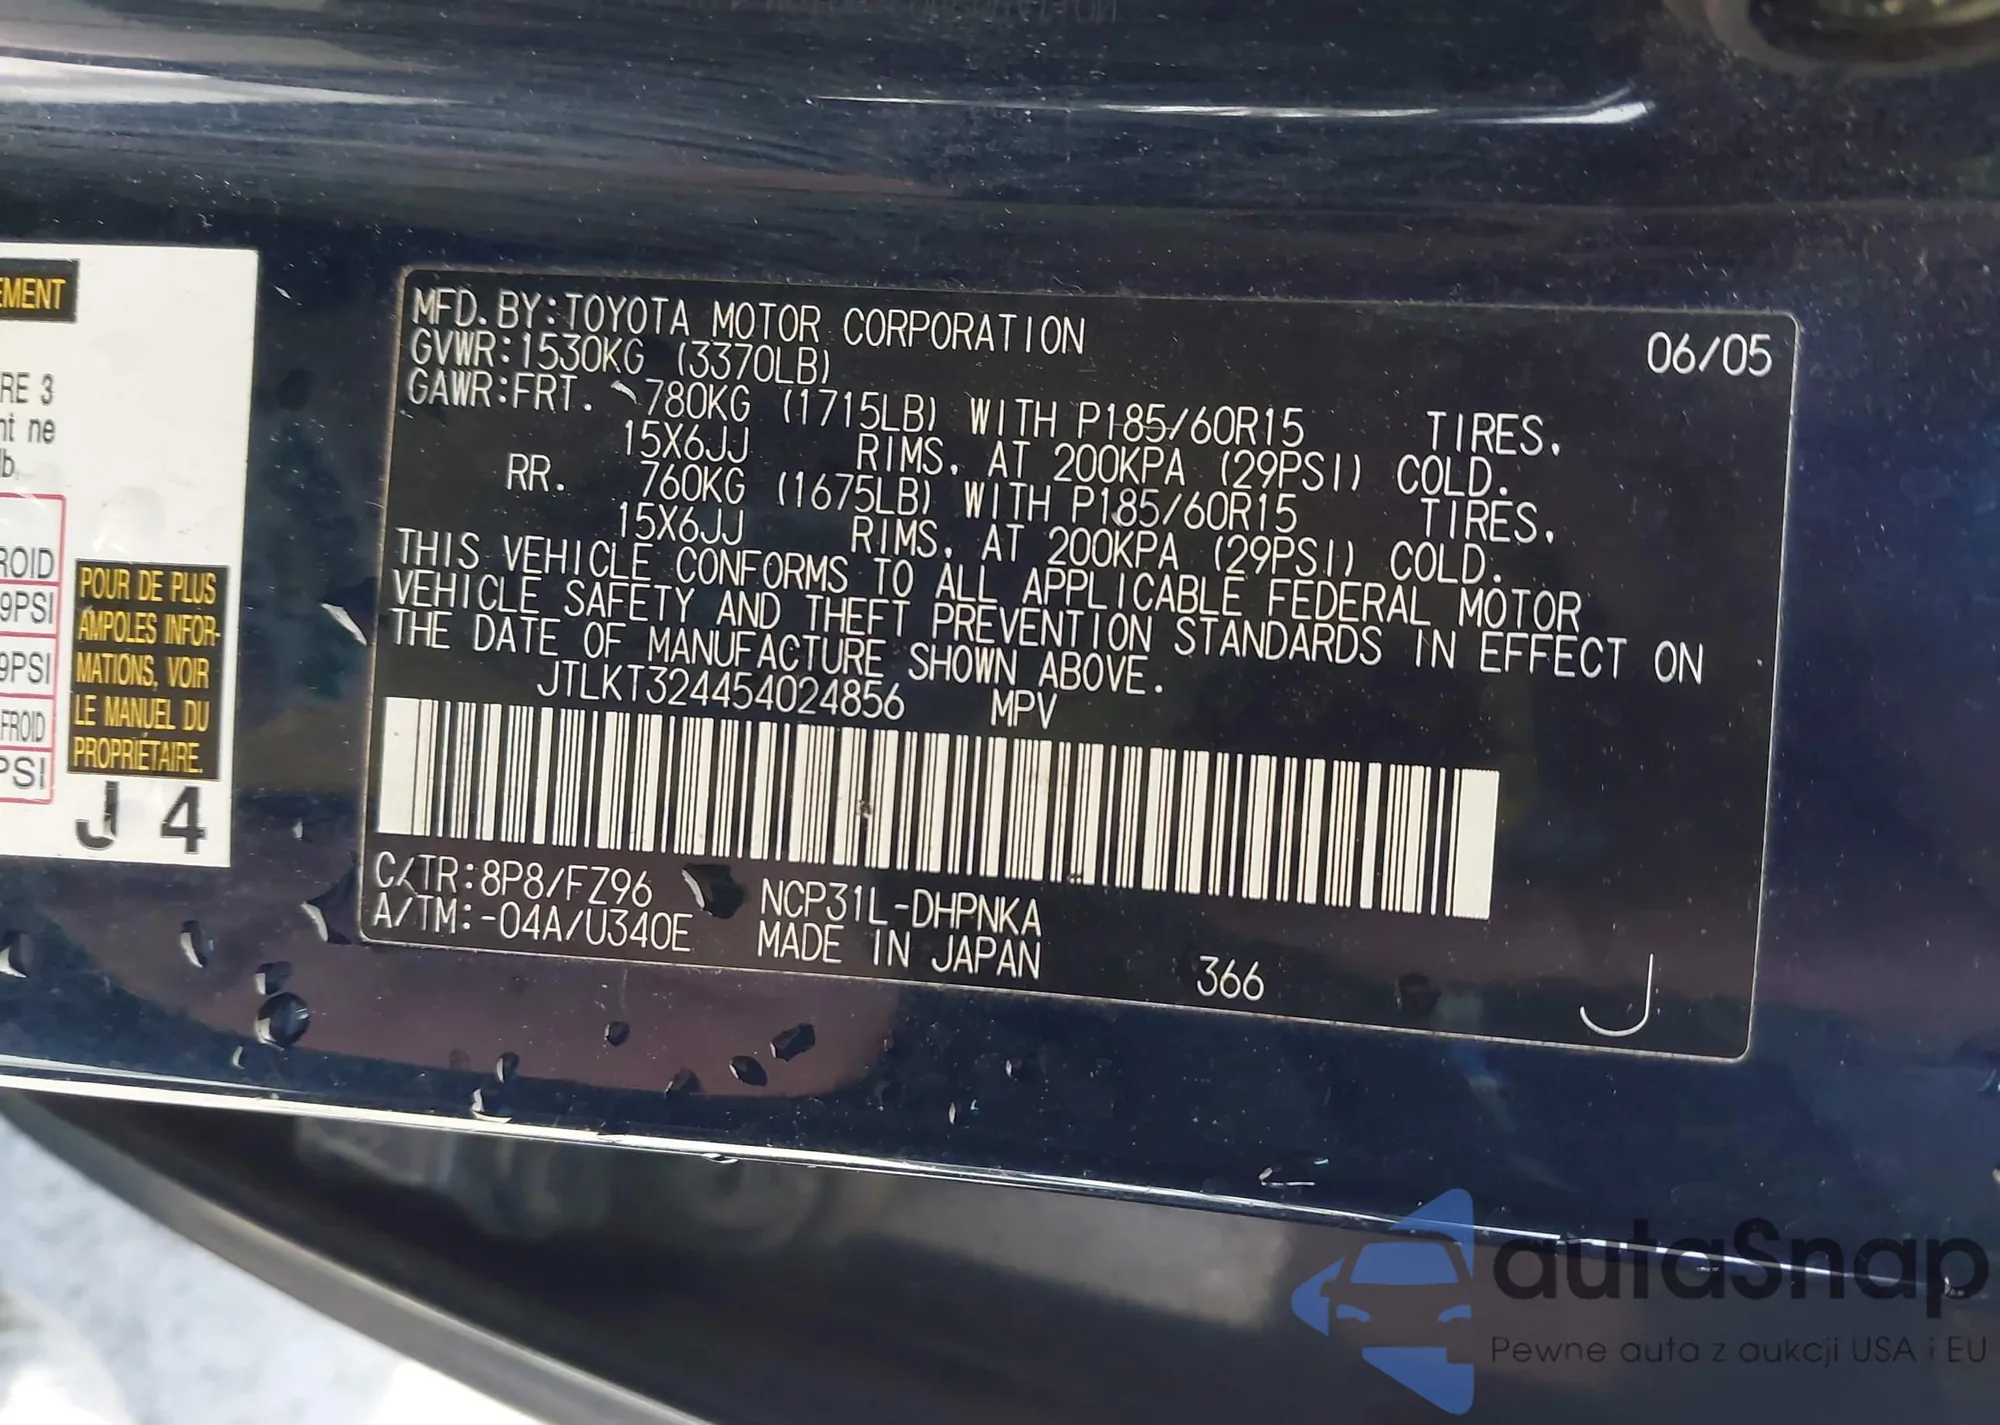 EMENT
RE 3
nt ne
lb.
ROID
9PSI
9PSI
FROID
PSI
POUR DE PLUS
AMPOLES INFOR-
MATIONS, VOIR
LE MANUEL DU
PROPRIÉTAIRE.
J 4
MFD. BY:TOYOTA MOTOR CORPORATION 06/05
GVWR:1530KG (3370LB)
GAWR:FRT. 780KG (1715LB) WITH P185/60R15 TIRES.
15X6JJ RIMS. AT 200KPA (29PSI) COLD.
RR. 760KG (1675LB) WITH P185/60R15 TIRES.
15X6JJ RIMS. AT 200KPA (29PSI) COLD.
THIS VEHICLE CONFORMS TO ALL APPLICABLE FEDERAL MOTOR
VEHICLE SAFETY AND THEFT PREVENTION STANDARDS IN EFFECT ON
THE DATE OF MANUFACTURE SHOWN ABOVE.
JTLKT324454024856 MPV
C/TR:8P8/FZ96 NCP31L-DHPNKA
A/TM:-04A/U340E MADE IN JAPAN 366 J
autaSnap
Pewne auta z aukcji USA i EU